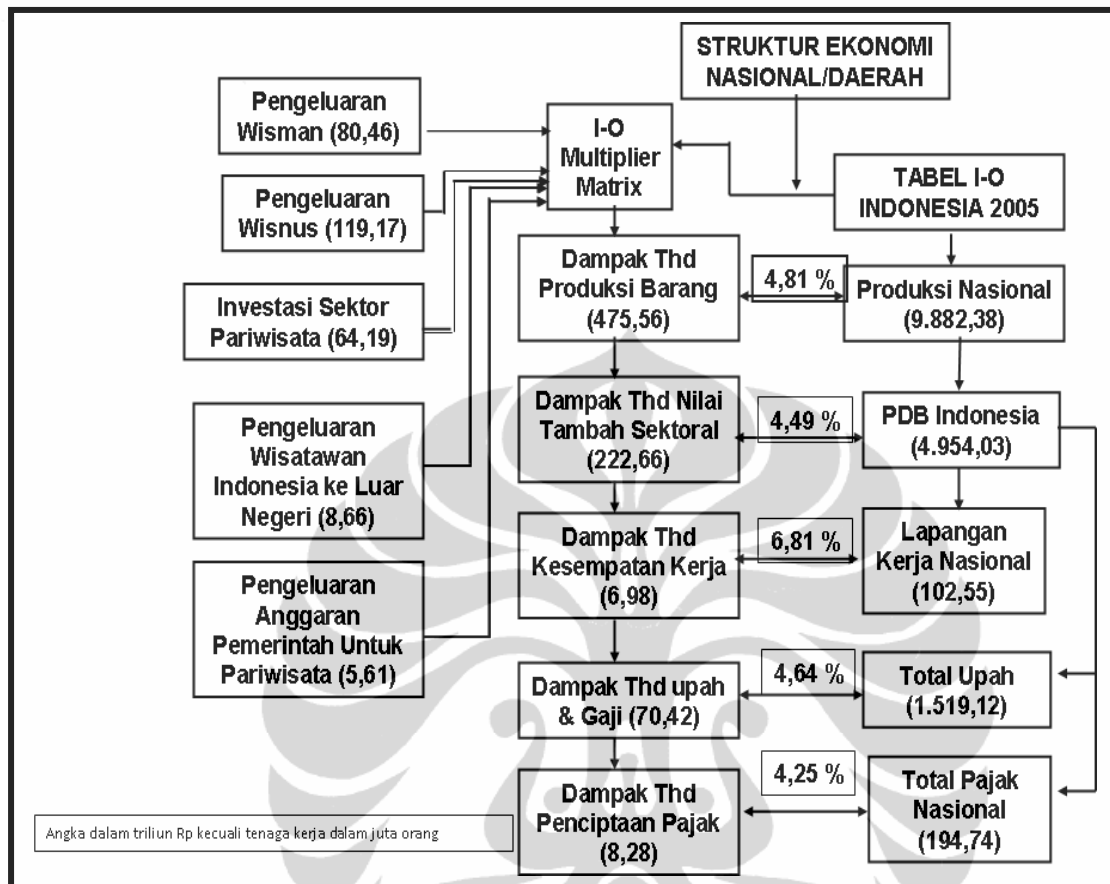 STRUKTUR EKONOMI
NASIONAL/DAERAH
Pengeluaran
Wisman (80,46)
I-O
Multiplier
Matrix
TABEL I-O
INDONESIA 2005
Pengeluaran
Wisnus (119,17)
Dampak Thd
Produksi Barang
(475,56)
4,81 %
Produksi Nasional
(9.882,38)
Investasi Sektor
Pariwisata (64,19)
Dampak Thd Nilai
Tambah Sektoral
(222,66)
4,49 %
PDB Indonesia
(4.954,03)
Pengeluaran
Wisatawan
Indonesia ke Luar
Negeri (8,66)
Dampak Thd
Kesempatan Kerja
(6,98)
6,81 %
Lapangan
Kerja Nasional
(102,55)
Pengeluaran
Anggaran
Pemerintah Untuk
Pariwisata (5,61)
Dampak Thd upah
& Gaji (70,42)
4,64 %
Total Upah
(1.519,12)
Dampak Thd
Penciptaan Pajak
(8,28)
4,25 %
Total Pajak
Nasional
(194,74)
Angka dalam triliun Rp kecuali tenaga kerja dalam juta orang